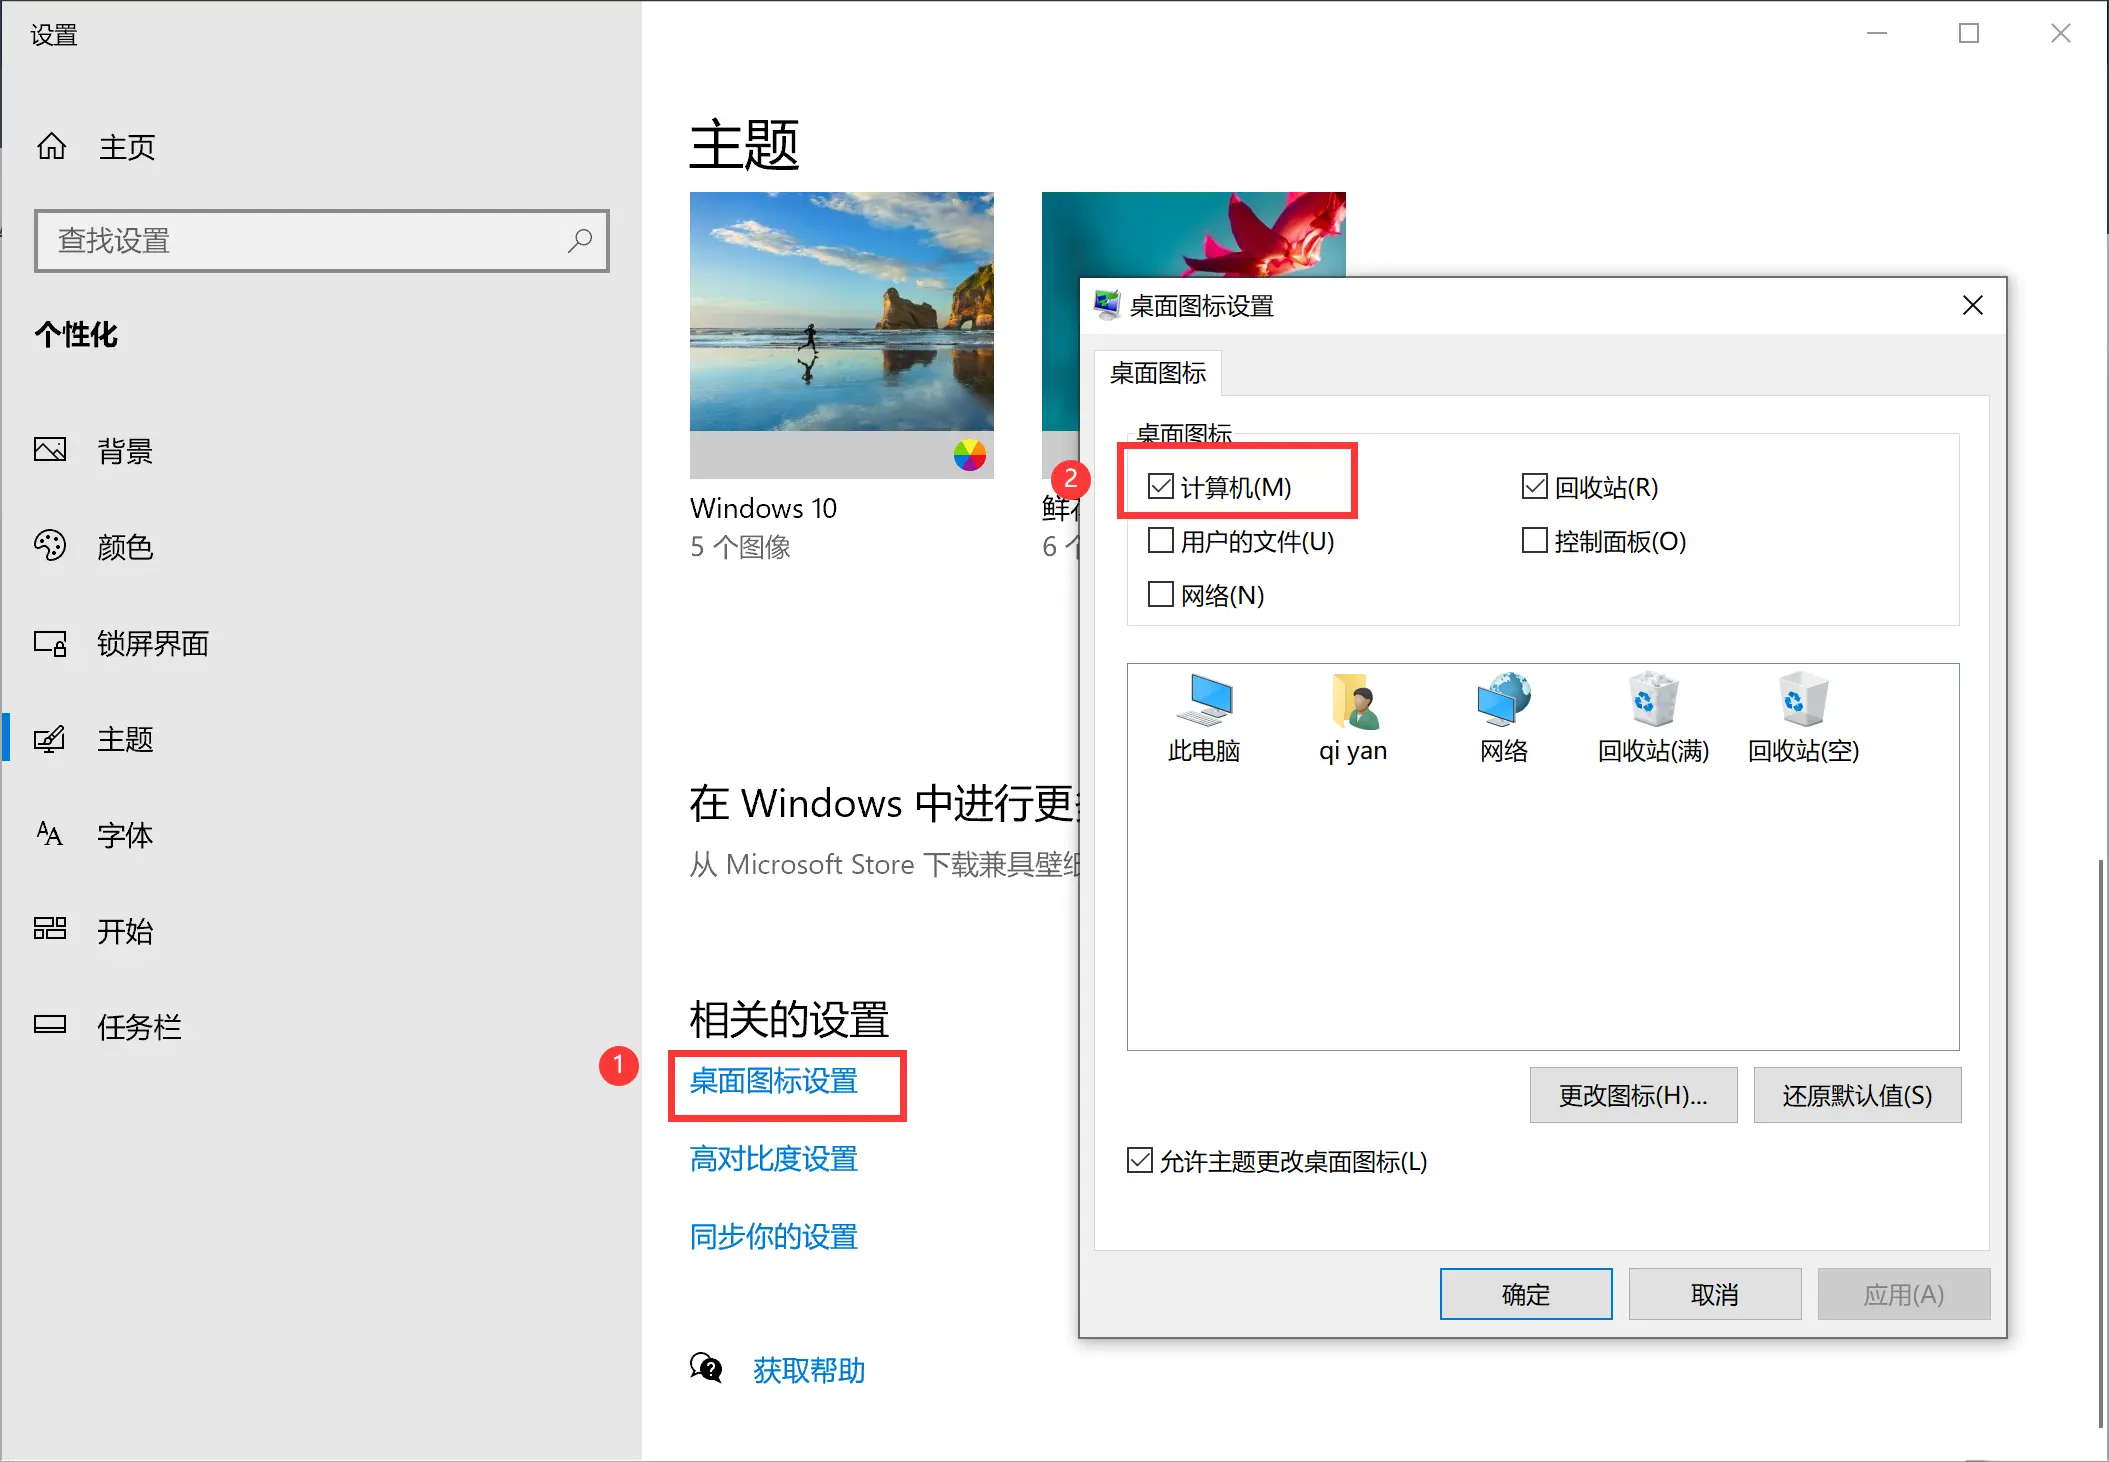 设置
主页
查找设置
个性化
背景
颜色
锁屏界面
主题
字体
开始
任务栏
主题
Windows 10
5 个图像
鲜
6 个
在 Windows 中进行更
从 Microsoft Store 下载兼具壁
相关的设置
1
桌面图标设置
高对比度设置
同步你的设置
获取帮助
桌面图标设置
桌面图标
桌面图标
2
计算机(M)
回收站(R)
用户的文件(U)
控制面板(O)
网络(N)
此电脑
qi yan
网络
回收站(满)
回收站(空)
更改图标(H)...
还原默认值(S)
允许主题更改桌面图标(L)
确定
取消
应用(A)